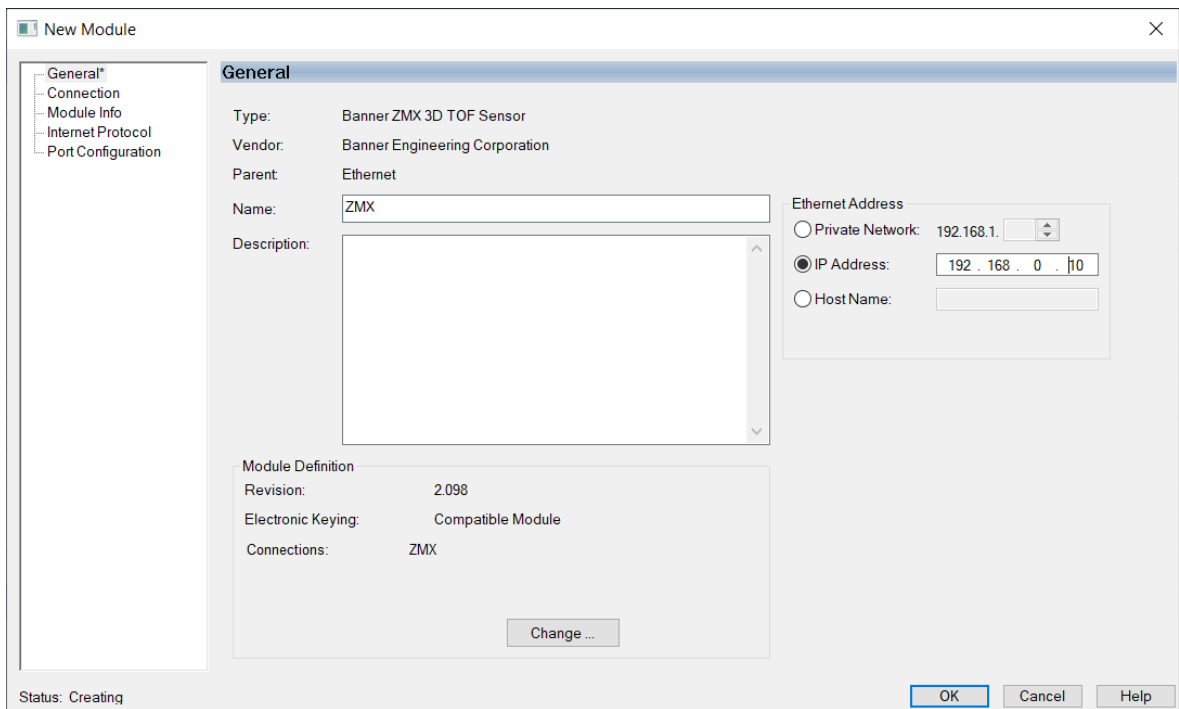 New Module
General*
Connection
Module Info
Internet Protocol
Port Configuration
General
Type: Banner ZMX 3D TOF Sensor
Vendor: Banner Engineering Corporation
Parent: Ethernet
Name: ZMX
Description:
Ethernet Address
Private Network: 192.168.1.
IP Address: 192 . 168 . 0 . 10
Host Name:
Module Definition
Revision: 2.098
Electronic Keying: Compatible Module
Connections: ZMX
Change ...
Status: Creating
OK Cancel Help